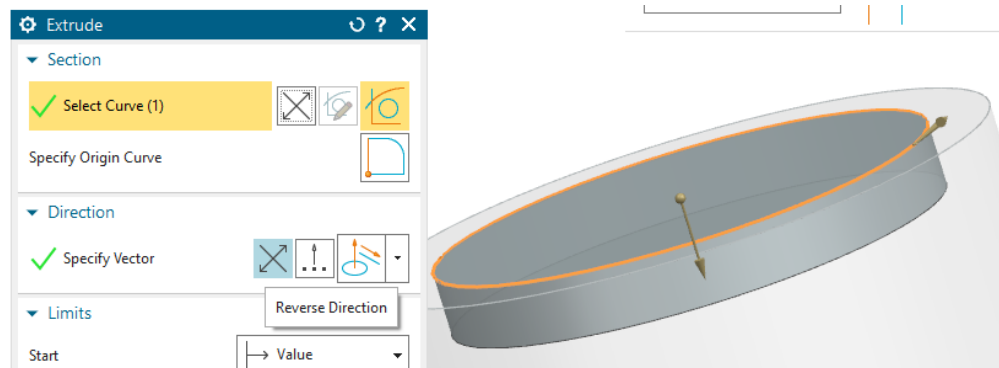 Extrude
Section
Select Curve (1)
Specify Origin Curve
Direction
Specify Vector
Reverse Direction
Limits
Start
Value